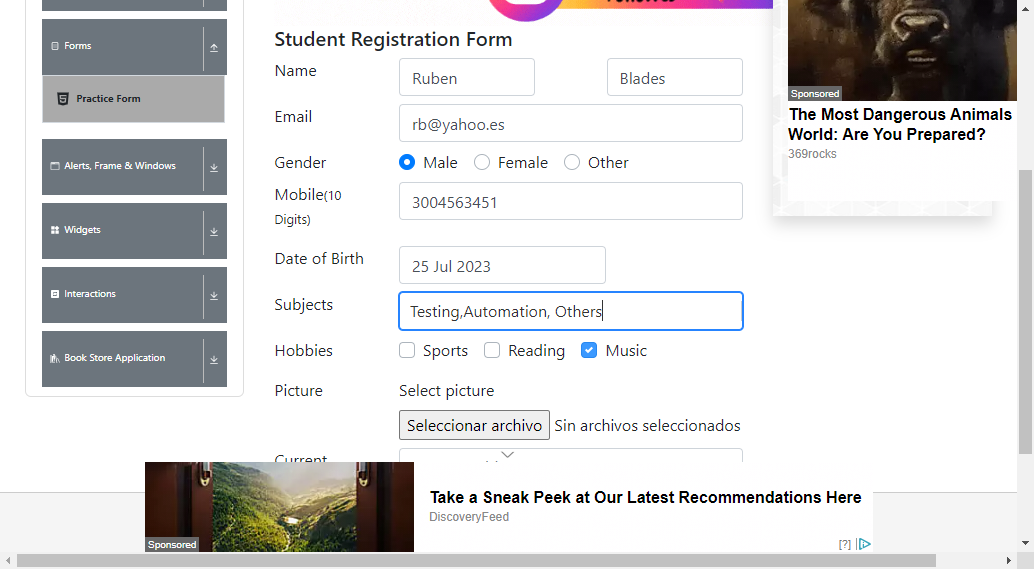 Student Registration Form
Forms
Name
Ruben
Blades
Practice Form
Email
rb@yahoo.es
Sponsored
The Most Dangerous Animals
World: Are You Prepared?
369rocks
Gender
Male
Female
Other
Alerts, Frame & Windows
Mobile(10
Digits)
3004563451
Widgets
Date of Birth
25 Jul 2023
Interactions
Subjects
Testing,Automation, Others
Hobbies
Sports
Reading
Music
Book Store Application
Picture
Select picture
Seleccionar archivo
Sin archivos seleccionados
Current
Take a Sneak Peek at Our Latest Recommendations Here
DiscoveryFeed
Sponsored
[?]